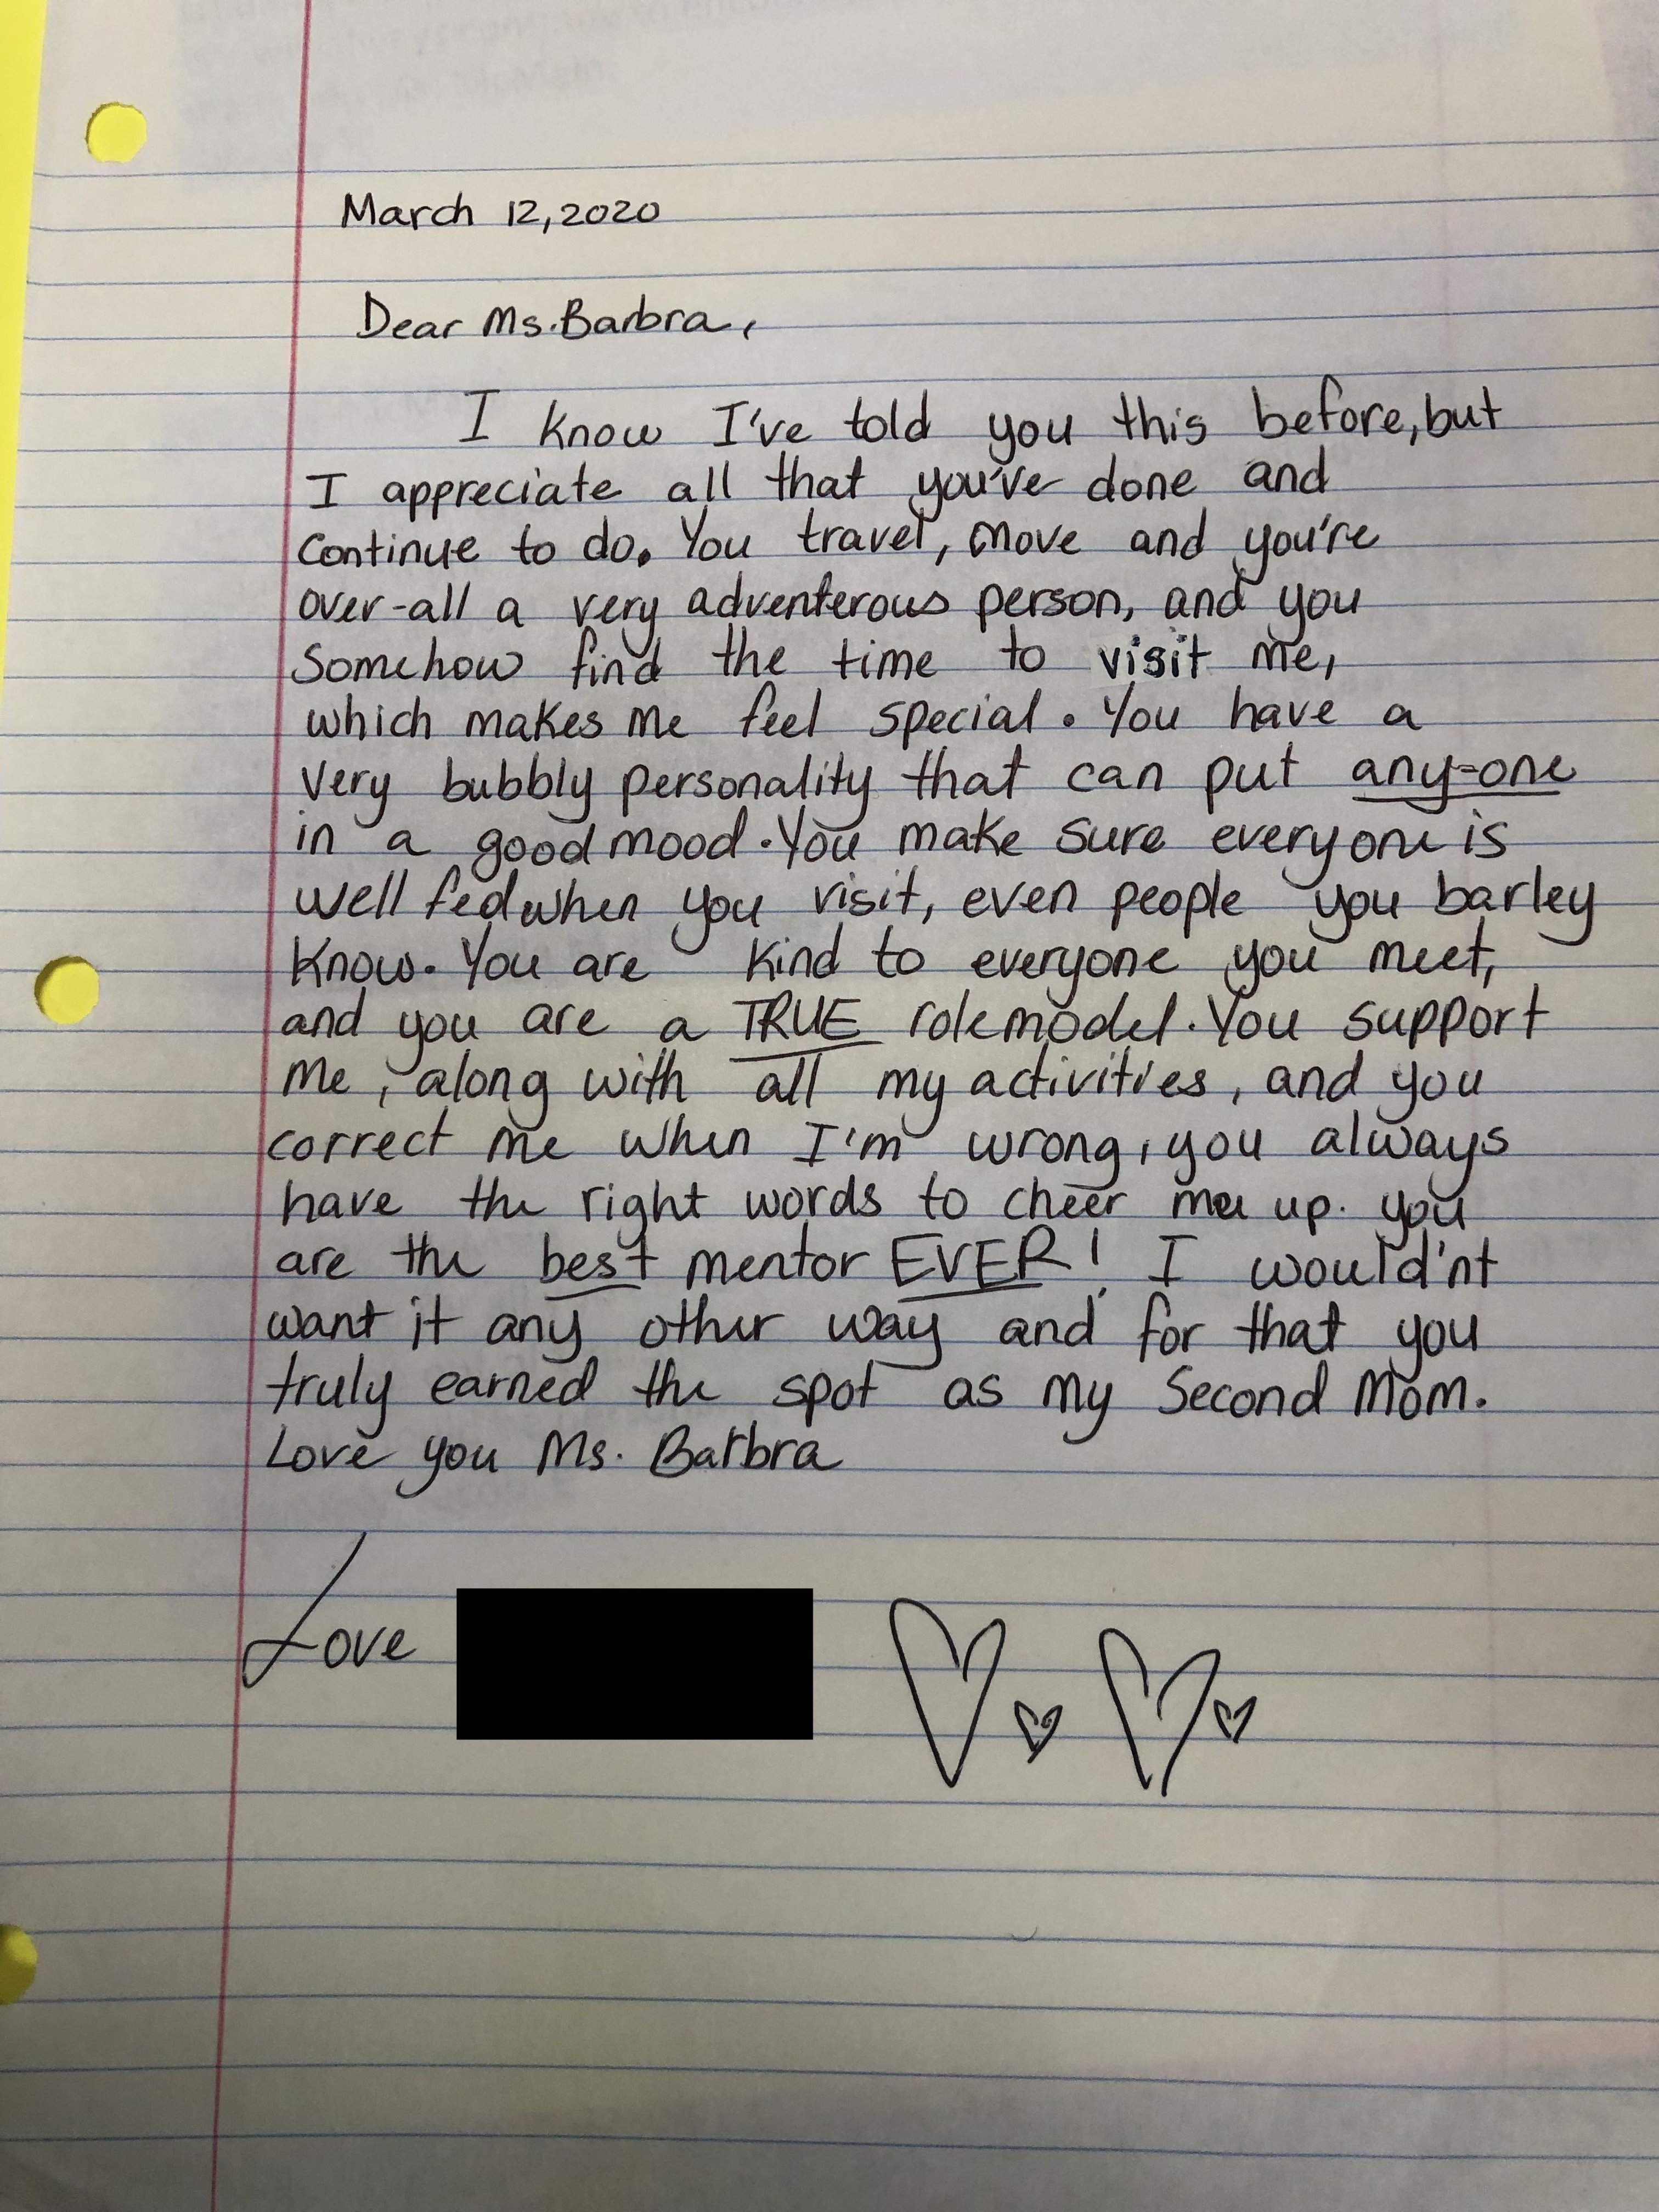 March 12, 2020
Dear Ms. Barbra,
I know I've told you this before, but
I appreciate all that you've done and
continue to do. You travel, move and you're
over-all a very adventerous person, and you
somehow find the time to visit me,
which makes me feel special. You have a
very bubbly personality that can put any-one
in a good mood. You make sure everyone is
well fed when you visit, even people you barley
know. You are kind to everyone you meet,
and you are a TRUE rolemodel. You support
me, along with all my activities, and you
correct me when I'm wrong, you always
have the right words to cheer me up. you
are the best mentor EVER! I would'nt
want it any other way and for that you
truly earned the spot as my Second Mom.
Love you Ms. Barbra
Love